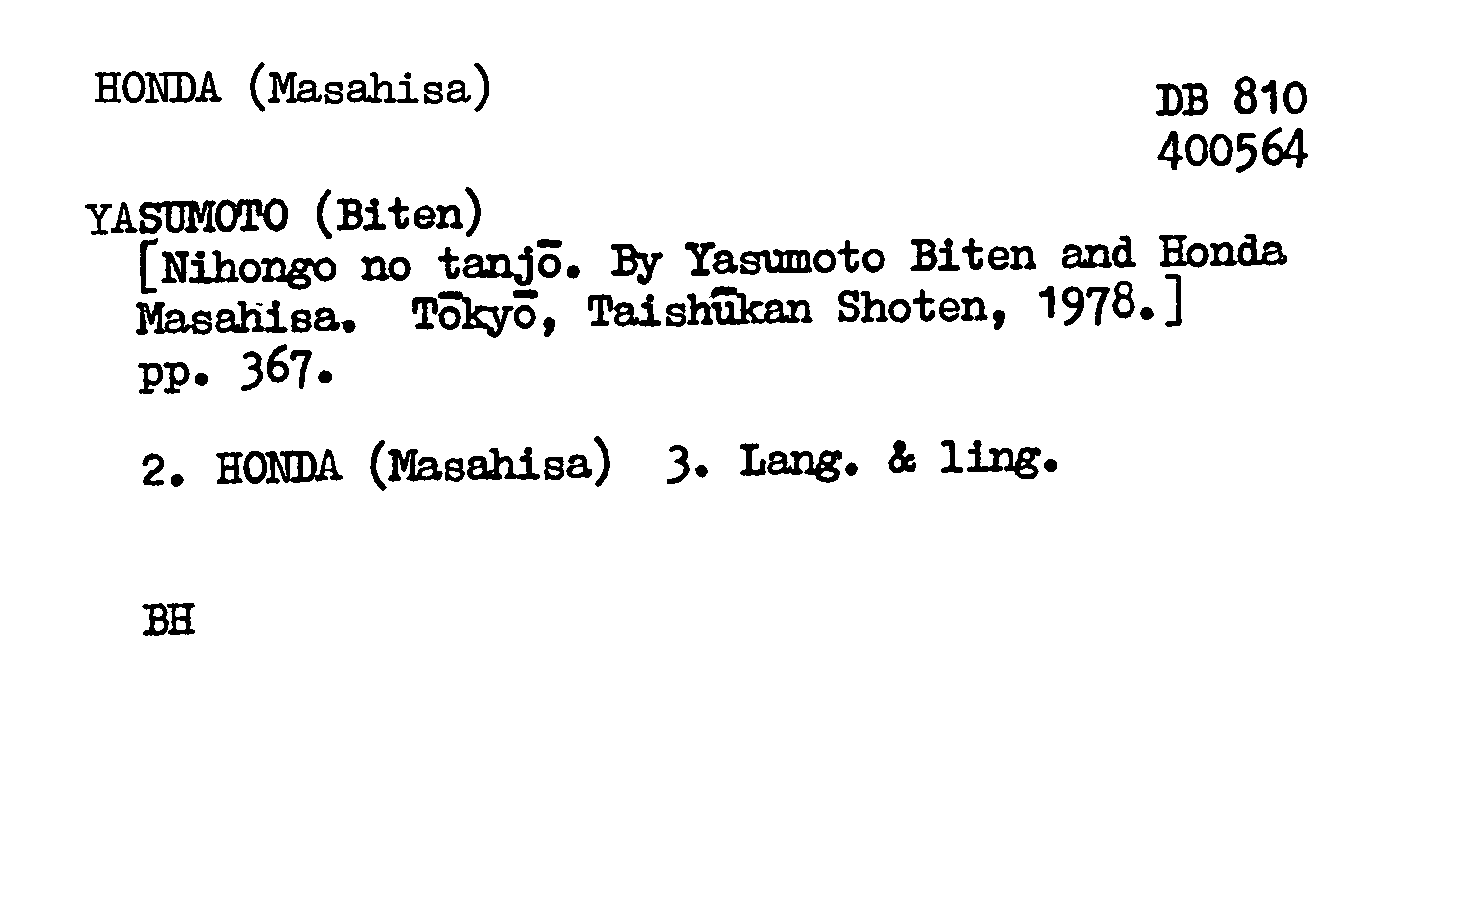 HONDA (Masahisa)
DB 810
400564
YASUMOTO (Biten)
[Nihongo no tanjō. By Yasumoto Biten and Honda
Masahisa. Tōkyō, Taishūkan Shoten, 1978.]
pp. 367.
2. HONDA (Masahisa) 3. Lang. & ling.
BH